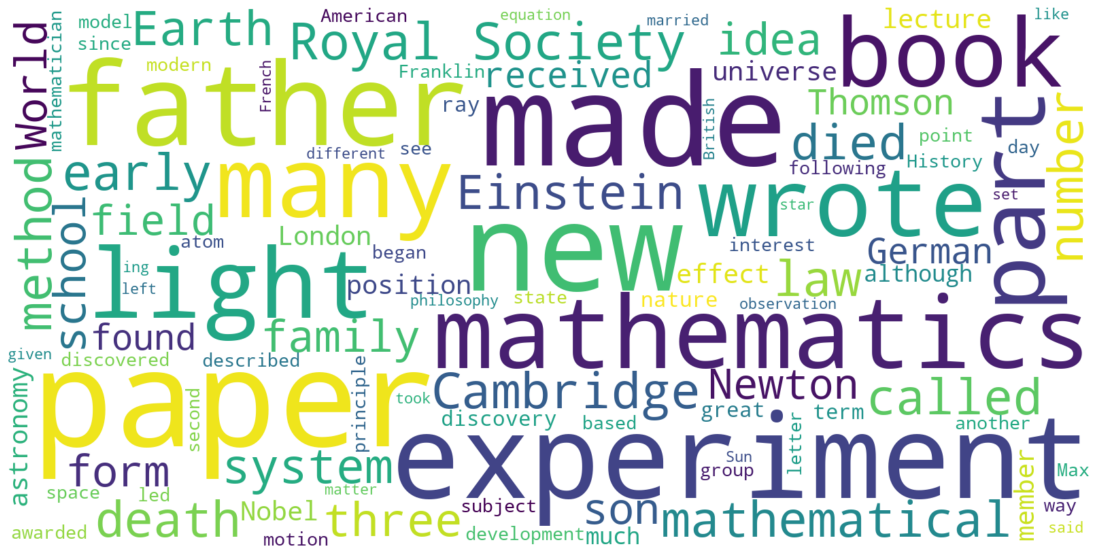 model
since
Earth
American
Royal
equation
Society
married
idea
lecture
like
World
mathematician
modern
father
French
Franklin
received
ray
made
universe
book
Thomson
British
died
point
part
day
number
method
early
many
different
see
Einstein
wrote
following
History
star
set
school
field
atom
London
began
new
interest
German
light
ing
left
position
philosophy
state
effect
nature
law
observation
although
found
family
mathematics
given
discovered
described
astronomy
paper
second
principle
took
Cambridge
Newton
called
discovery
based
great
term
another
form
system
experiment
space
led
matter
Sun
group
letter
member
Max
awarded
death
Nobel
motion
three
subject
development
much
son
mathematical
way
said